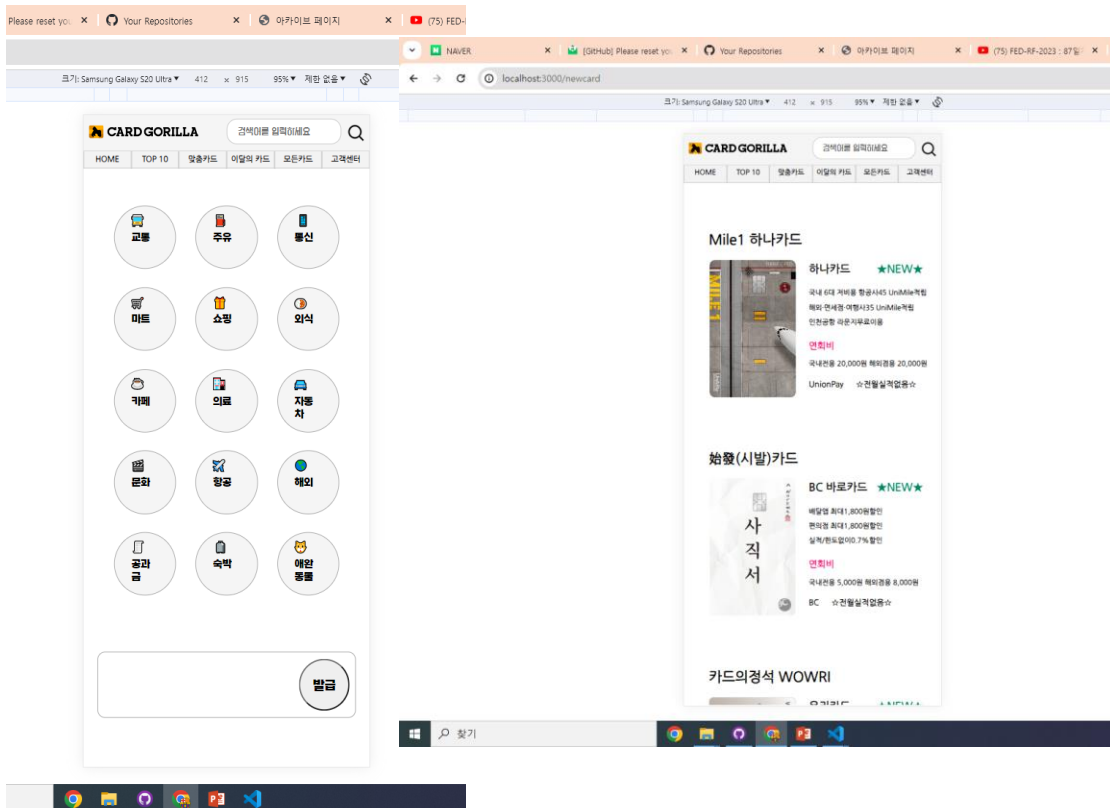 Please reset you
Your Repositories
아카이브 페이지
(75) FED-
크기: Samsung Galaxy S20 Ultra ▼ 412 x 915 95% ▼ 제한 없음 ▼
CARD GORILLA
검색어를 입력하세요
HOME TOP 10 맞춤카드 이달의 카드 모든카드 고객센터
교통 주유 통신
마트 쇼핑 외식
카페 의료 자동
차
문화 항공 해외
공과 숙박 애완
금 동물
발급
NAVER
[GitHub] Please reset you
Your Repositories
아카이브 페이지
(75) FED-RF-2023 : 87일
localhost:3000/newcard
크기: Samsung Galaxy S20 Ultra ▼ 412 x 915 95% ▼ 제한 없음 ▼
CARD GORILLA
검색어를 입력하세요
HOME TOP 10 맞춤카드 이달의 카드 모든카드 고객센터
Mile1 하나카드
MILE1
UniMile
하나카드 ★NEW★
국내 6대 저비용 항공사45 UniMile적립
해외·면세점·여행사35 UniMile적립
인천공항 라운지무료이용
연회비
국내전용 20,000원 해외겸용 20,000원
UnionPay ☆전월실적없음☆
始發(시발)카드
사
직
서
BC 바로카드 ★NEW★
배달앱 최대1,800원할인
편의점 최대1,800원할인
실적/한도없이0.7% 할인
연회비
국내전용 5,000원 해외겸용 8,000원
BC ☆전월실적없음☆
카드의정석 WOWRI
우리카드 ★NEW★
찾기